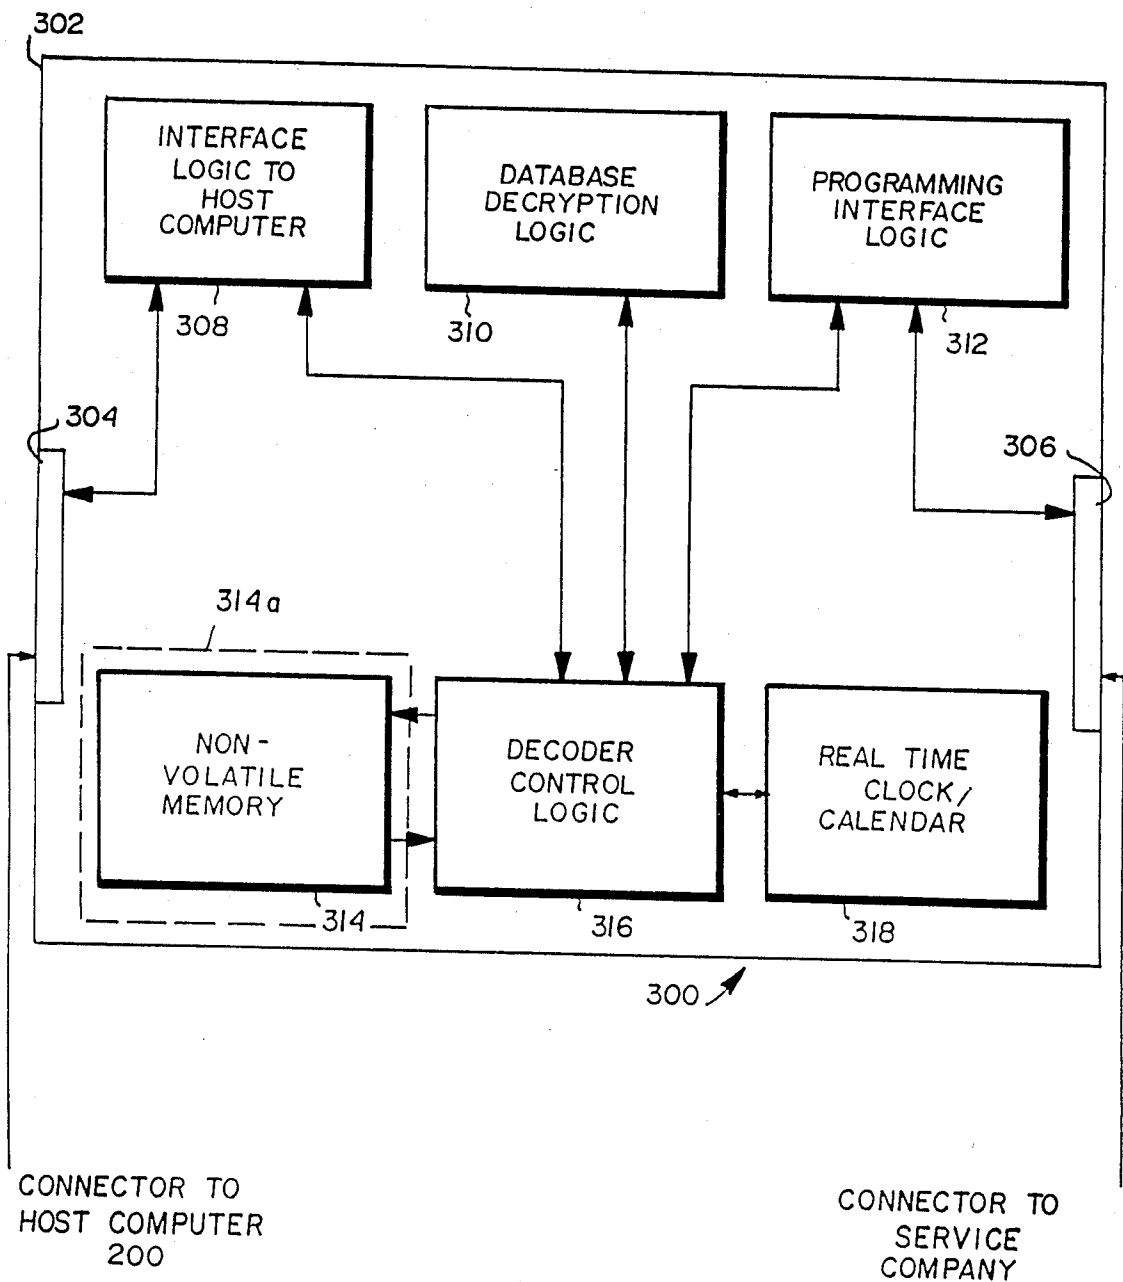 302
INTERFACE
LOGIC TO
HOST
COMPUTER
DATABASE
DECRYPTION
LOGIC
PROGRAMMING
INTERFACE
LOGIC
308
310
312
304
306
314a
NON-
VOLATILE
MEMORY
DECODER
CONTROL
LOGIC
REAL TIME
CLOCK/
CALENDAR
314
316
318
300
CONNECTOR TO
HOST COMPUTER
200
CONNECTOR TO
SERVICE
COMPANY